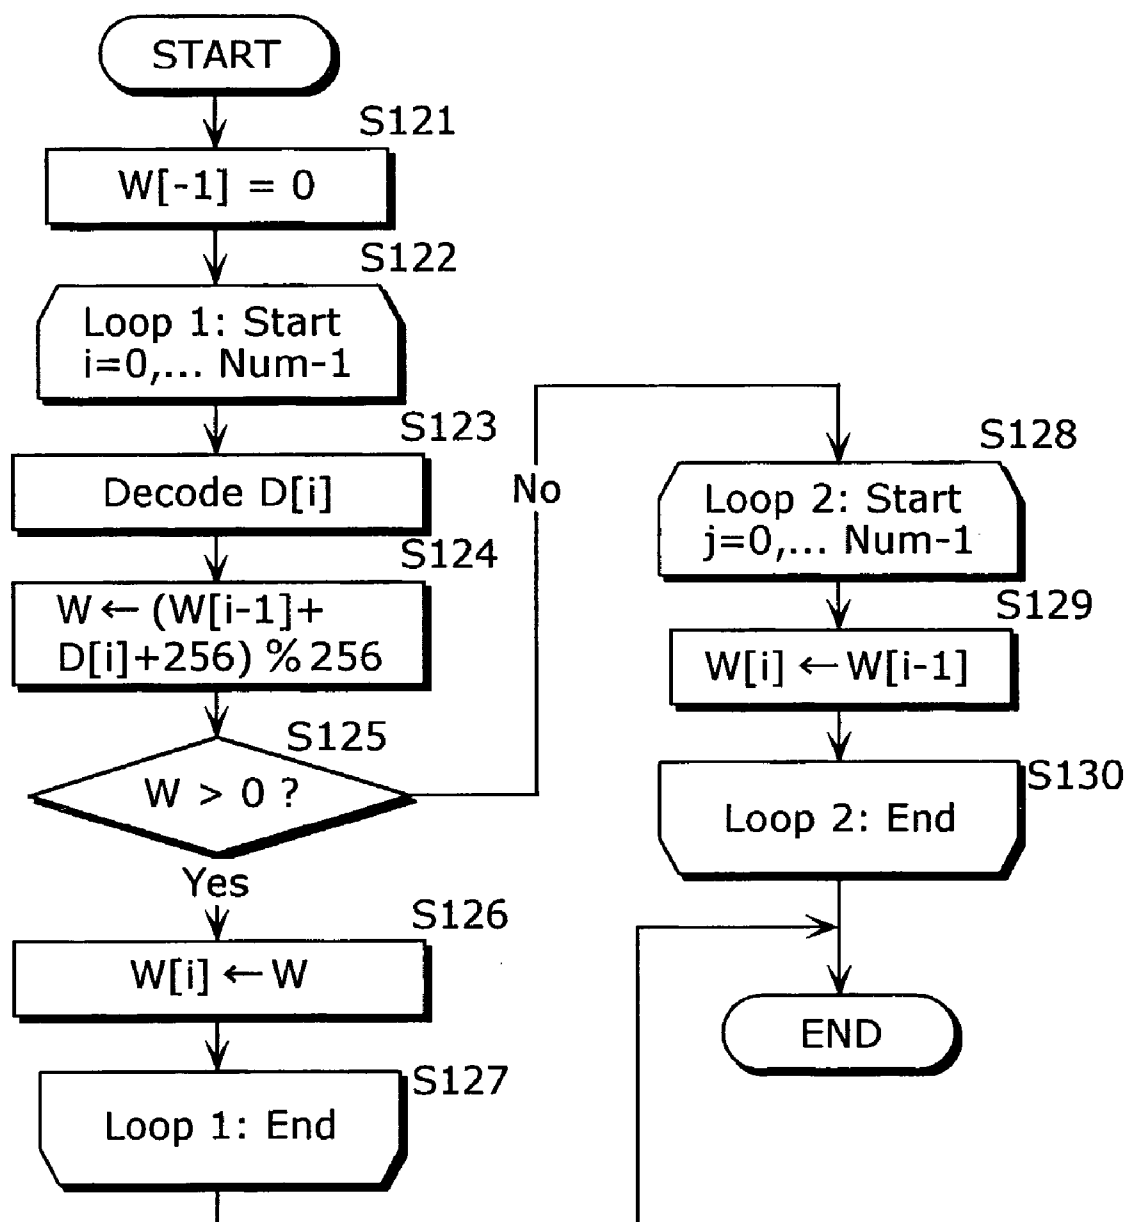 START
S121
W[-1] = 0
S122
Loop 1: Start
i=0,... Num-1
S123
Decode D[i]
S124
W ← (W[i-1]+
D[i]+256) % 256
S125
W > 0 ?
No
Yes
S126
W[i] ← W
S127
Loop 1: End
S128
Loop 2: Start
j=0,... Num-1
S129
W[i] ← W[i-1]
S130
Loop 2: End
END